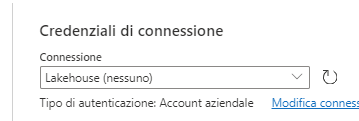 Credenziali di connessione
Connessione
Lakehouse (nessuno)
Tipo di autenticazione: Account aziendale Modifica conness